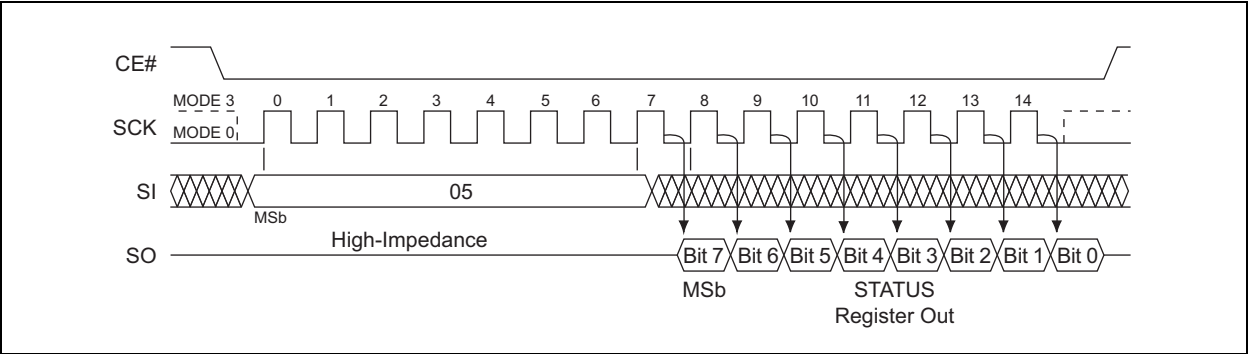 CE#
MODE 3 0 1 2 3 4 5 6 7 8 9 10 11 12 13 14
SCK
MODE 0
SI 05
MSb
High-Impedance
SO Bit 7 Bit 6 Bit 5 Bit 4 Bit 3 Bit 2 Bit 1 Bit 0
MSb STATUS
Register Out